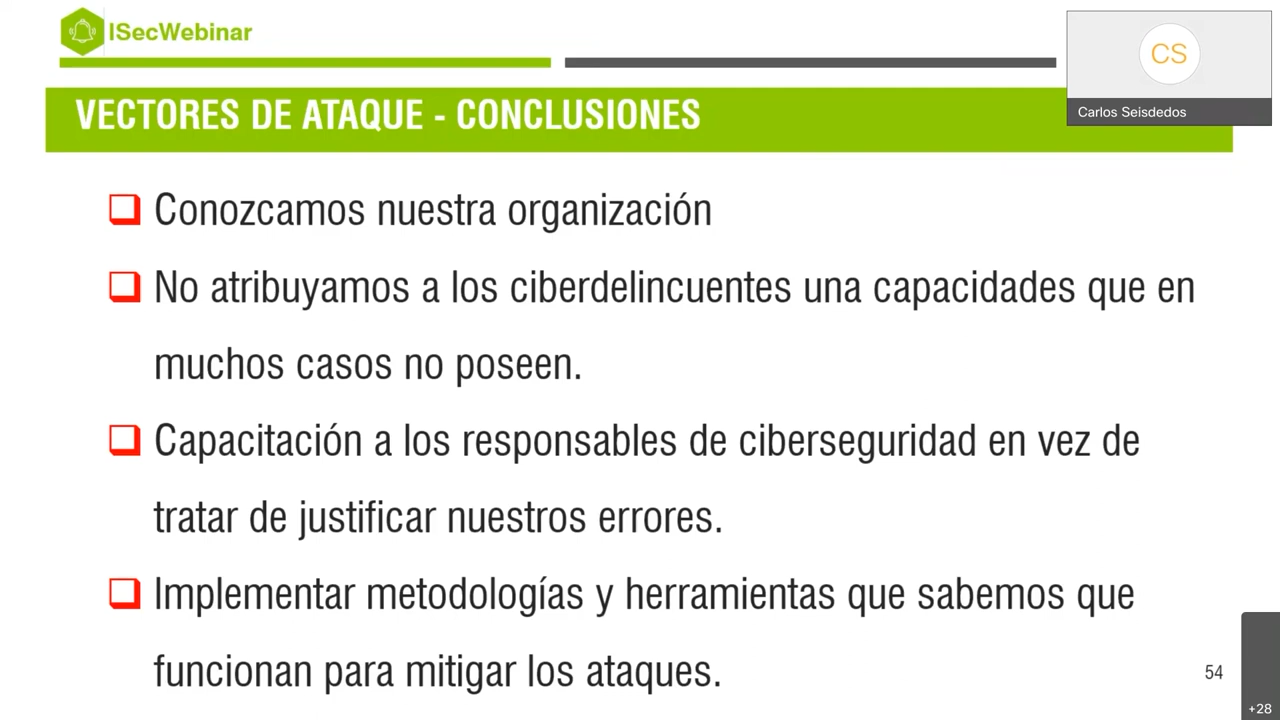 ISecWebinar
CS
Carlos Seisdedos
VECTORES DE ATAQUE - CONCLUSIONES
Conozcamos nuestra organización
No atribuyamos a los ciberdelincuentes una capacidades que en
muchos casos no poseen.
Capacitación a los responsables de ciberseguridad en vez de
tratar de justificar nuestros errores.
Implementar metodologías y herramientas que sabemos que
funcionan para mitigar los ataques.
54
+28